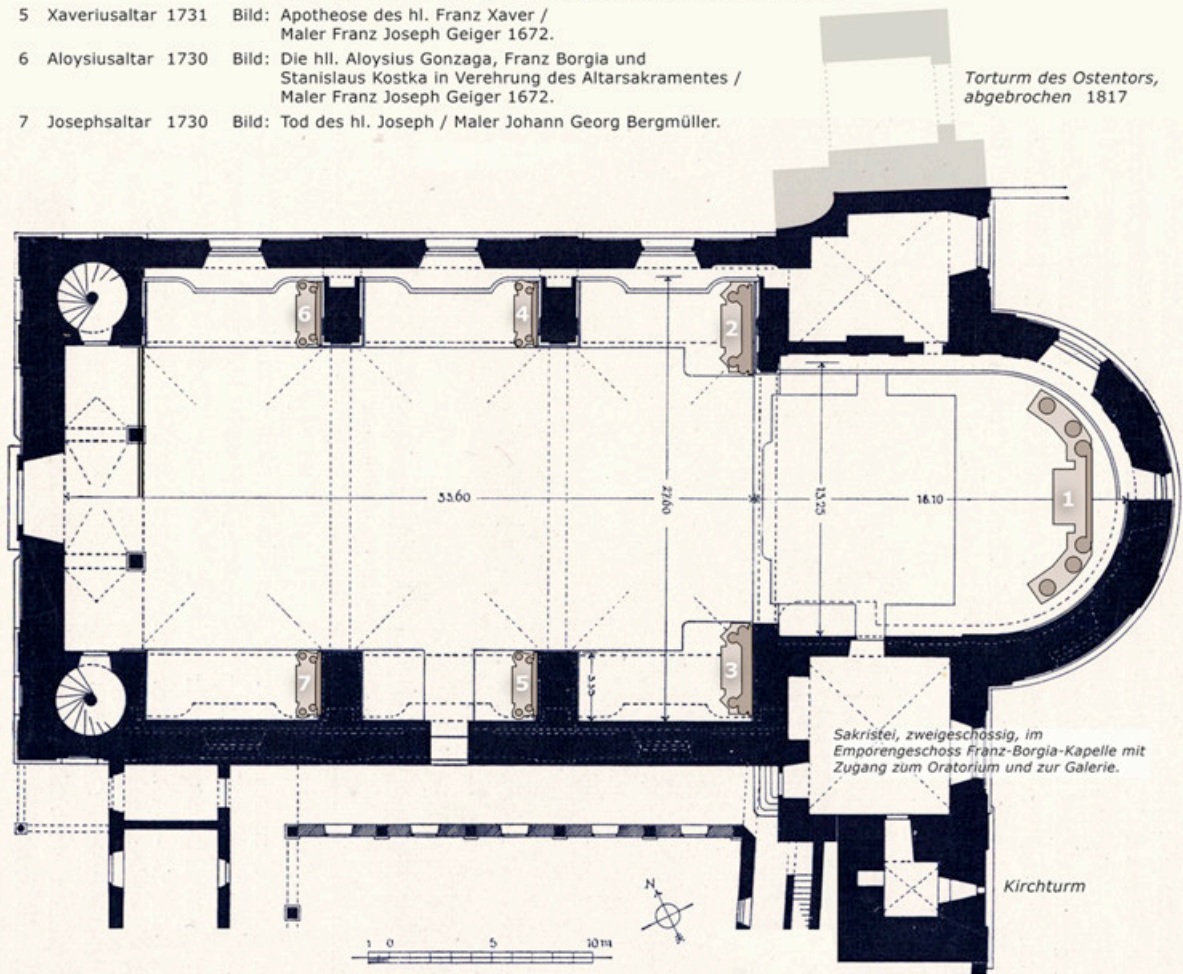 5 Xaveriusaltar 1731 Bild: Apotheose des hl. Franz Xaver /
Maler Franz Joseph Geiger 1672.
6 Aloysiusaltar 1730 Bild: Die hll. Aloysius Gonzaga, Franz Borgia und
Stanislaus Kostka in Verehrung des Altarsakramentes /
Maler Franz Joseph Geiger 1672.
7 Josephsaltar 1730 Bild: Tod des hl. Joseph / Maler Johann Georg Bergmüller.
Torturm des Ostentors,
abgebrochen 1817
6
4
2
33.60
27.60
13.25
16.10
1
7
5
3
Sakristei, zweigeschossig, im
Emporengeschoss Franz-Borgia-Kapelle mit
Zugang zum Oratorium und zur Galerie.
Kirchturm
N
1 0 5 10 m